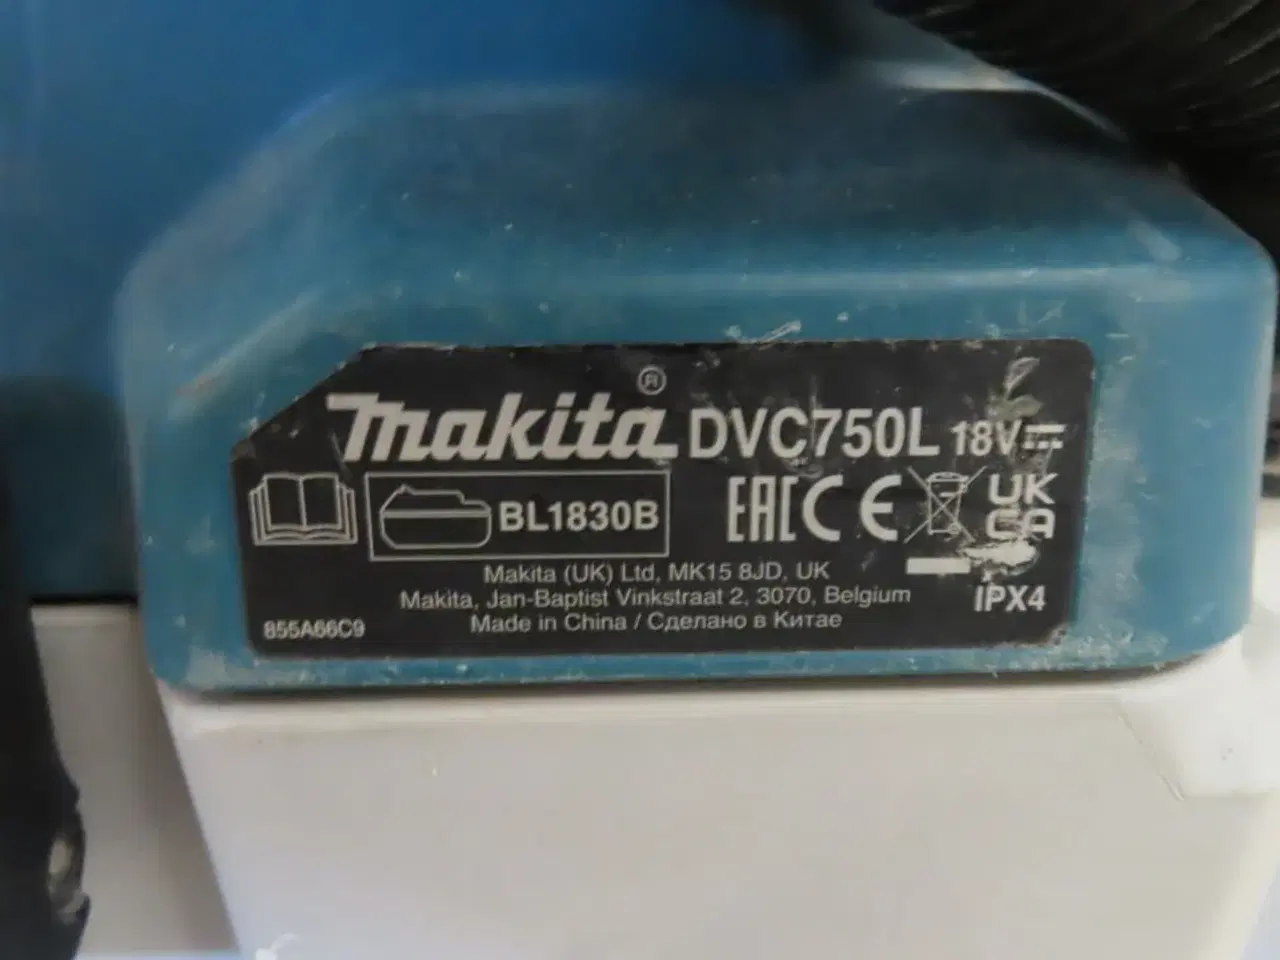 Makita® DVC750L 18V
BL1830B
EAC CE UK CA
Makita (UK) Ltd, MK15 8JD, UK
Makita, Jan-Baptist Vinkstraat 2, 3070, Belgium
IPX4
855A66C9
Made in China / Сделано в Китае